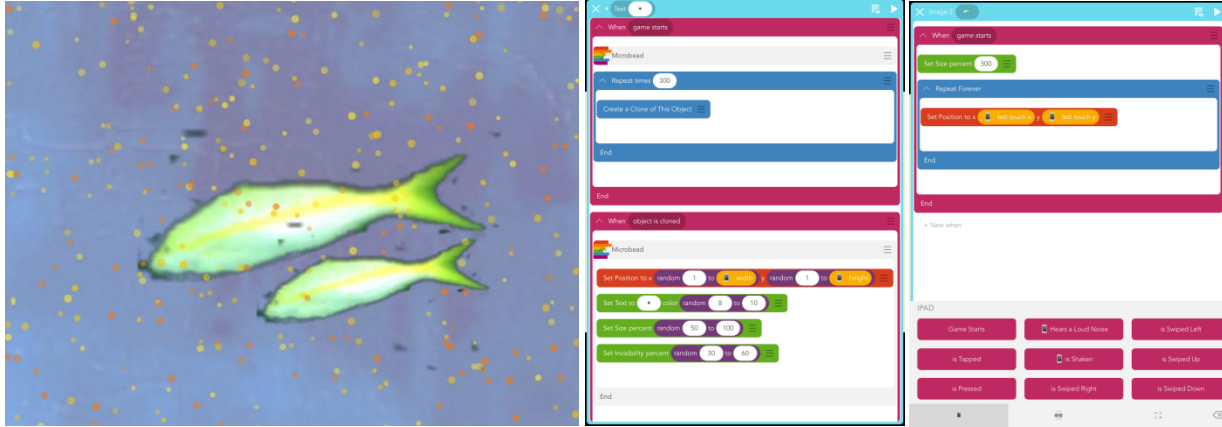 Text •
When game starts
Microbead
Repeat times 300
Create a Clone of This Object
End
End
When object is cloned
Microbead
Set Position to x random 1 to width y random 1 to height
Set Text to • color random 8 to 10
Set Size percent random 50 to 100
Set Invisibility percent random 30 to 60
End
Image 2
When game starts
Set Size percent 300
Repeat Forever
Set Position to x last touch x y last touch y
End
End
+ New when
IPAD
Game Starts
Hears a Loud Noise
is Swiped Left
is Tapped
is Shaken
is Swiped Up
is Pressed
is Swiped Right
is Swiped Down